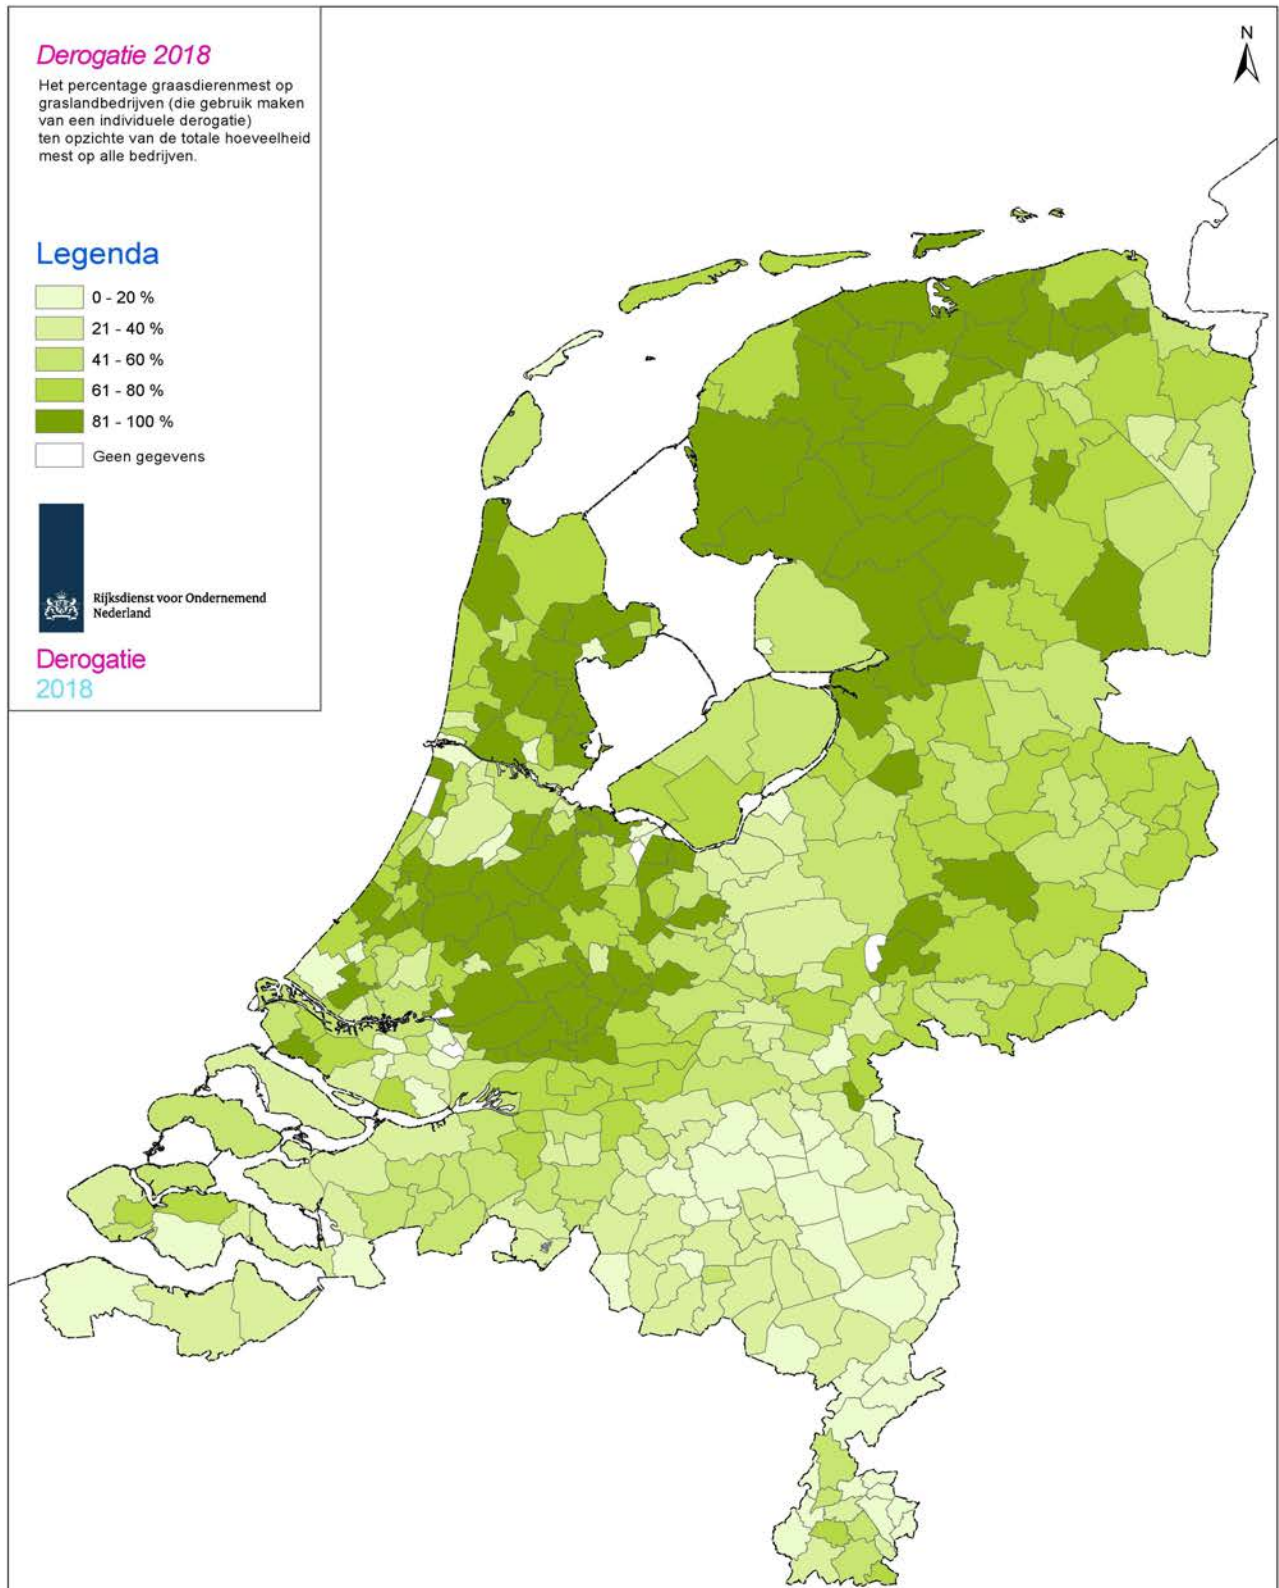 Derogatie 2018
Het percentage graasdierenmest op
graslandbedrijven (die gebruik maken
van een individuele derogatie)
ten opzichte van de totale hoeveelheid
mest op alle bedrijven.
Legenda
0 - 20 %
21 - 40 %
41 - 60 %
61 - 80 %
81 - 100 %
Geen gegevens
Rijksdienst voor Ondernemend
Nederland
Derogatie
2018
N